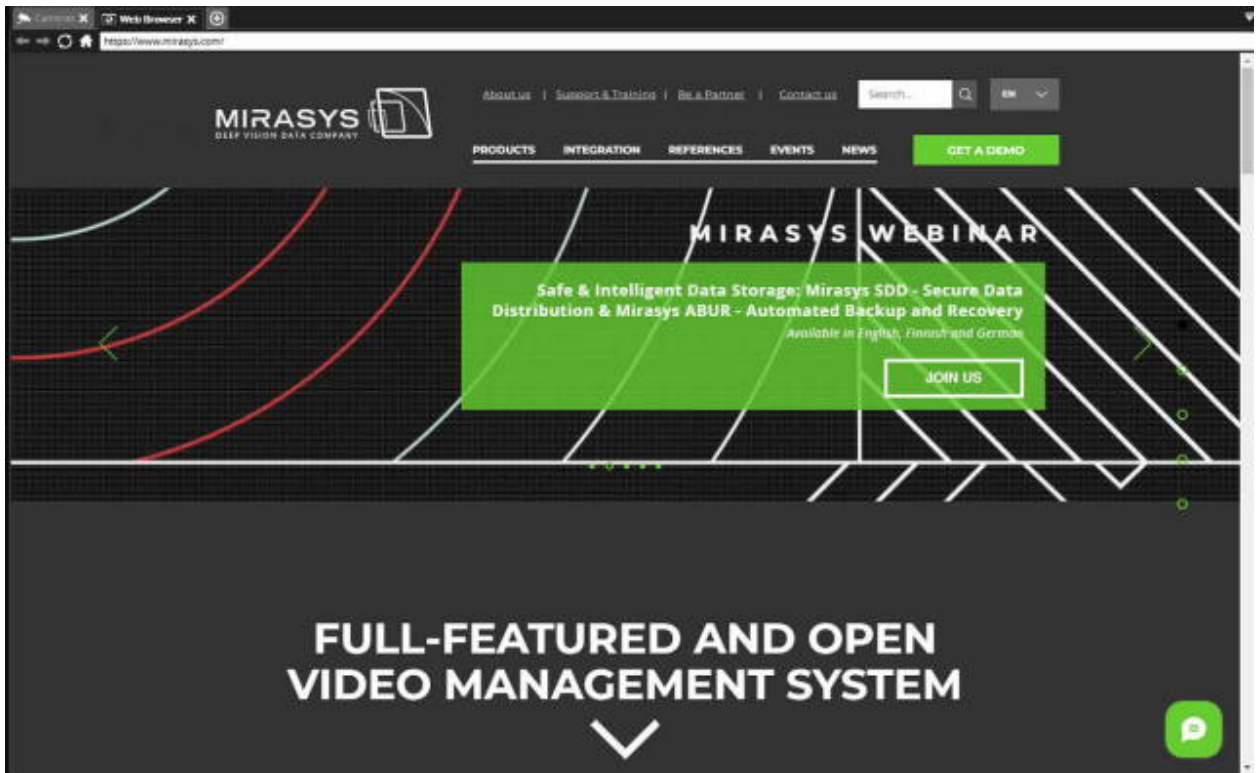 Cameras
Web Browser
https://www.mirasys.com/
About us | Support & Training | Be a Partner | Contact us
Search...
EN
MIRASYS
DEEP VISION DATA COMPANY
PRODUCTS INTEGRATION REFERENCES EVENTS NEWS
GET A DEMO
MIRASYS WEBINAR
Safe & Intelligent Data Storage: Mirasys SDD - Secure Data
Distribution & Mirasys ABUR - Automated Backup and Recovery
Available in English, Finnish and German
JOIN US
FULL-FEATURED AND OPEN
VIDEO MANAGEMENT SYSTEM